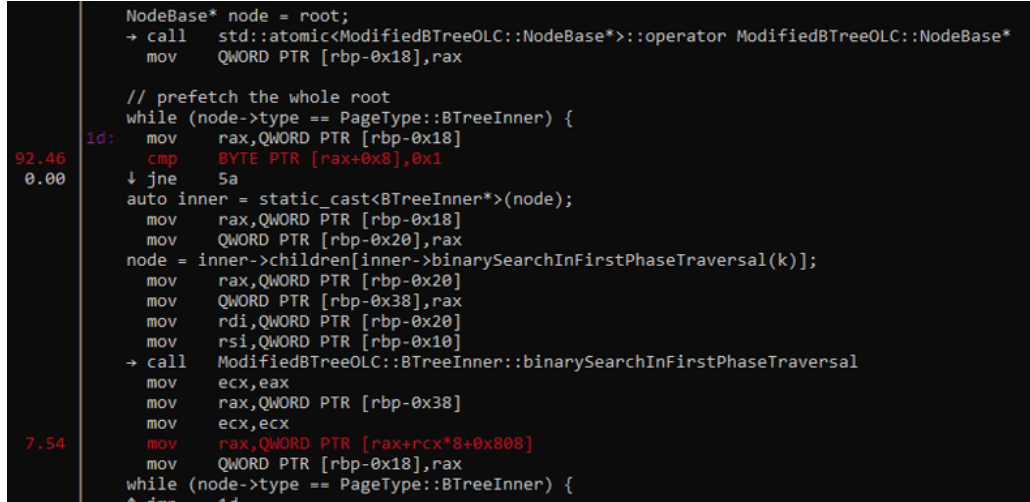 NodeBase* node = root;
→ call std::atomic<ModifiedBTreeOLC::NodeBase*>::operator ModifiedBTreeOLC::NodeBase*
mov QWORD PTR [rbp-0x18],rax
// prefetch the whole root
while (node->type == PageType::BTreeInner) {
1d: mov rax,QWORD PTR [rbp-0x18]
92.46 cmp BYTE PTR [rax+0x8],0x1
0.00 ↓ jne 5a
auto inner = static_cast<BTreeInner*>(node);
mov rax,QWORD PTR [rbp-0x18]
mov QWORD PTR [rbp-0x20],rax
node = inner->children[inner->binarySearchInFirstPhaseTraversal(k)];
mov rax,QWORD PTR [rbp-0x20]
mov QWORD PTR [rbp-0x38],rax
mov rdi,QWORD PTR [rbp-0x20]
mov rsi,QWORD PTR [rbp-0x10]
→ call ModifiedBTreeOLC::BTreeInner::binarySearchInFirstPhaseTraversal
mov ecx,eax
mov rax,QWORD PTR [rbp-0x38]
mov ecx,ecx
7.54 mov rax,QWORD PTR [rax+rcx*8+0x808]
mov QWORD PTR [rbp-0x18],rax
while (node->type == PageType::BTreeInner) {